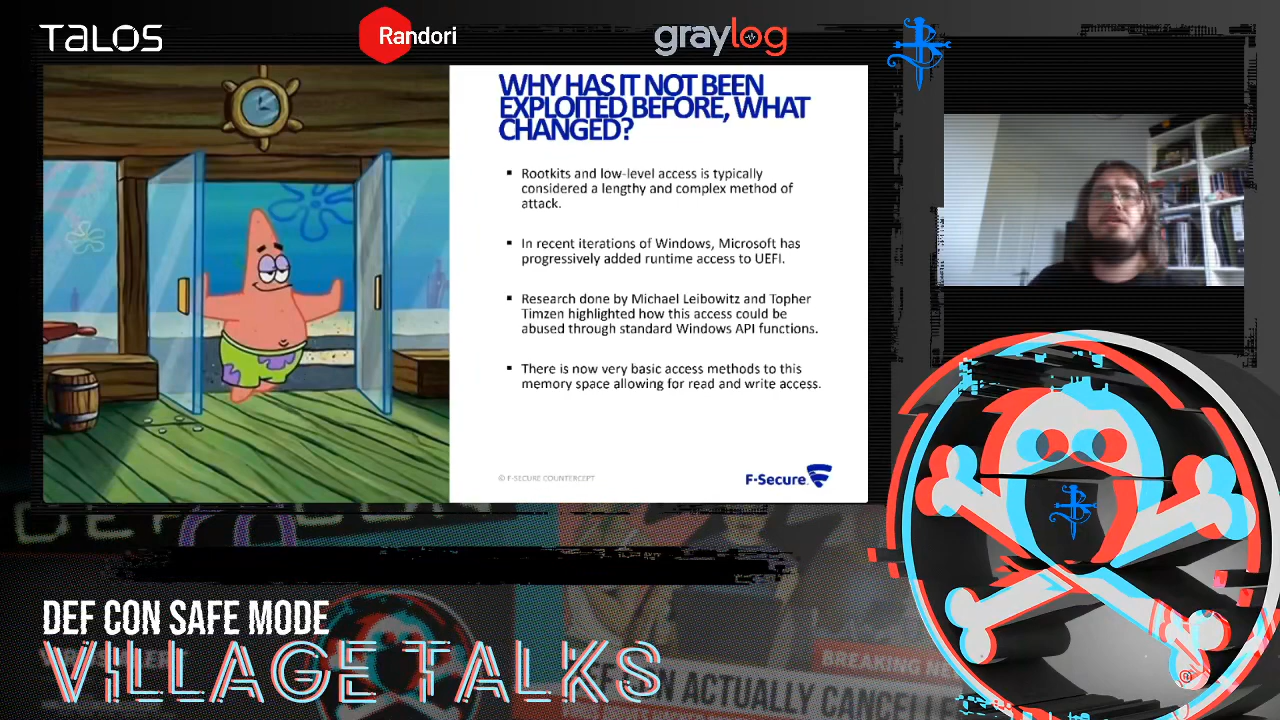 TALOS
Randori
graylog
WHY HAS IT NOT BEEN
EXPLOITED BEFORE, WHAT
CHANGED?
▪ Rootkits and low-level access is typically
considered a lengthy and complex method of
attack.
▪ In recent iterations of Windows, Microsoft has
progressively added runtime access to UEFI.
▪ Research done by Michael Leibowitz and Topher
Timzen highlighted how this access could be
abused through standard Windows API functions.
▪ There is now very basic access methods to this
memory space allowing for read and write access.
© F-SECURE COUNTERCEPT
F-Secure.
DEF CON SAFE MODE
VILLAGE TALKS
DEF CON
BREAKING NE
DEF CON ACTUALLY CANCELLE
®